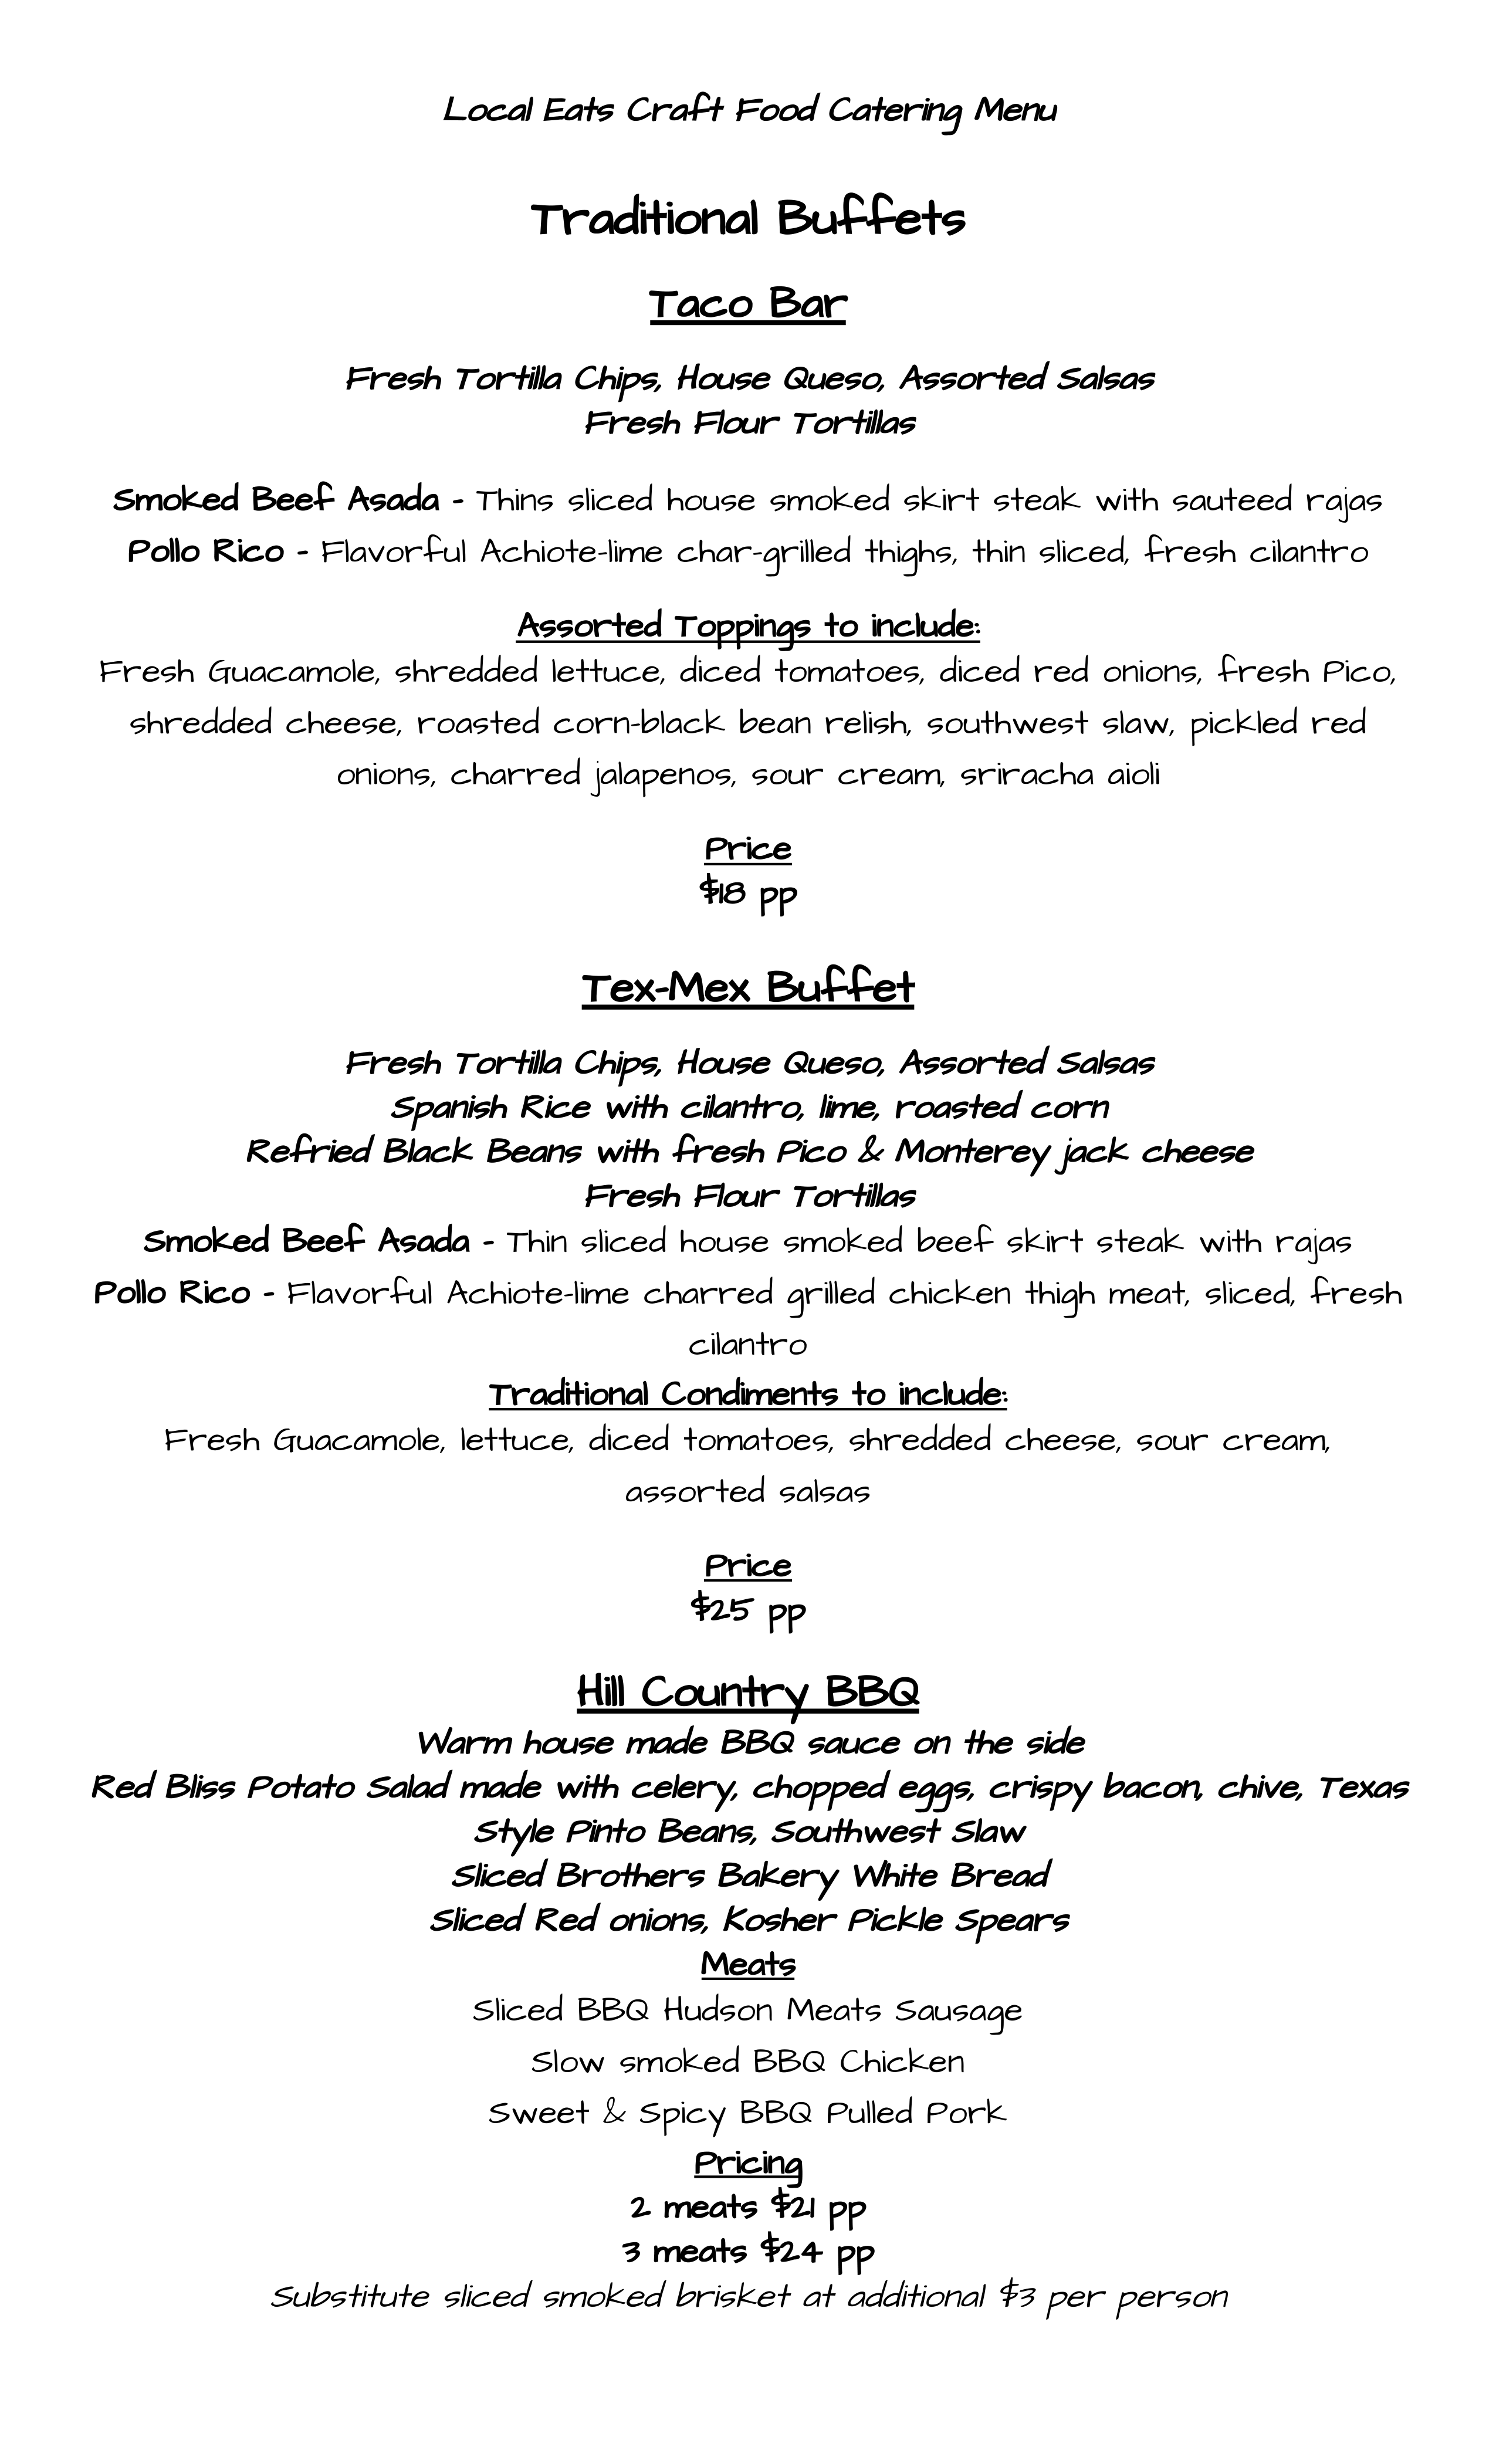 Local Eats Craft Food Catering Menu
Traditional Buffets
Taco Bar
Fresh Tortilla Chips, House Queso, Assorted Salsas
Fresh Flour Tortillas
Smoked Beef Asada - Thins sliced house smoked skirt steak with sauteed rajas
Pollo Rico - Flavorful Achiote-lime char-grilled thighs, thin sliced, fresh cilantro
Assorted Toppings to include:
Fresh Guacamole, shredded lettuce, diced tomatoes, diced red onions, fresh Pico,
shredded cheese, roasted corn-black bean relish, southwest slaw, pickled red
onions, charred jalapenos, sour cream, sriracha aioli
Price
$18 pp
Tex-Mex Buffet
Fresh Tortilla Chips, House Queso, Assorted Salsas
Spanish Rice with cilantro, lime, roasted corn
Refried Black Beans with fresh Pico & Monterey jack cheese
Fresh Flour Tortillas
Smoked Beef Asada - Thin sliced house smoked beef skirt steak with rajas
Pollo Rico - Flavorful Achiote-lime charred grilled chicken thigh meat, sliced, fresh
cilantro
Traditional Condiments to include:
Fresh Guacamole, lettuce, diced tomatoes, shredded cheese, sour cream,
assorted salsas
Price
$25 pp
Hill Country BBQ
Warm house made BBQ sauce on the side
Red Bliss Potato Salad made with celery, chopped eggs, crispy bacon, chive, Texas
Style Pinto Beans, Southwest Slaw
Sliced Brothers Bakery White Bread
Sliced Red onions, Kosher Pickle Spears
Meats
Sliced BBQ Hudson Meats Sausage
Slow smoked BBQ Chicken
Sweet & Spicy BBQ Pulled Pork
Pricing
2 meats $21 pp
3 meats $24 pp
Substitute sliced smoked brisket at additional $3 per person